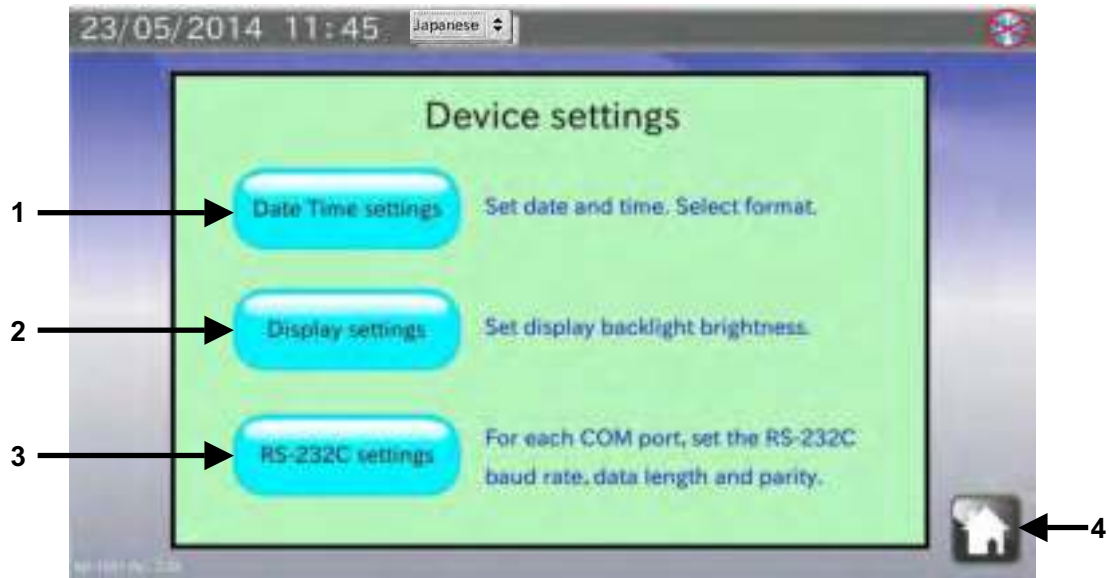 23/05/2014 11:45 Japanese
Device settings
1 Date Time settings Set date and time. Select format.
2 Display settings Set display backlight brightness.
3 RS-232C settings For each COM port, set the RS-232C
baud rate, data length and parity.
4